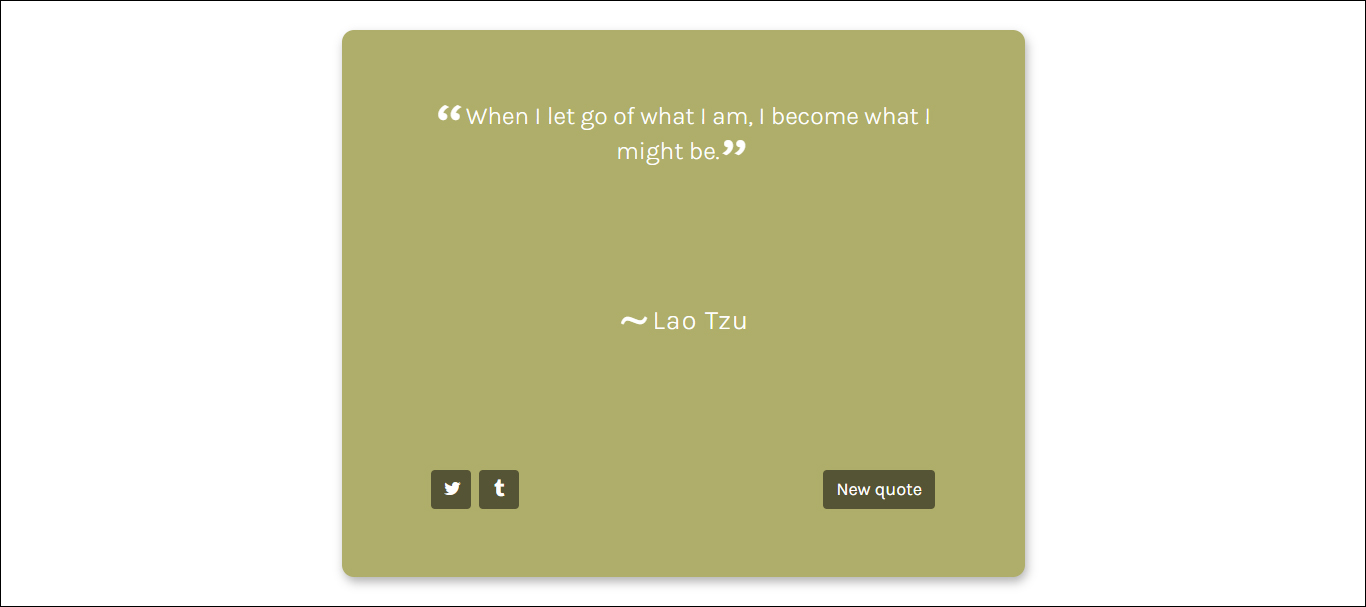 “When I let go of what I am, I become what I
might be.”
~ Lao Tzu
New quote